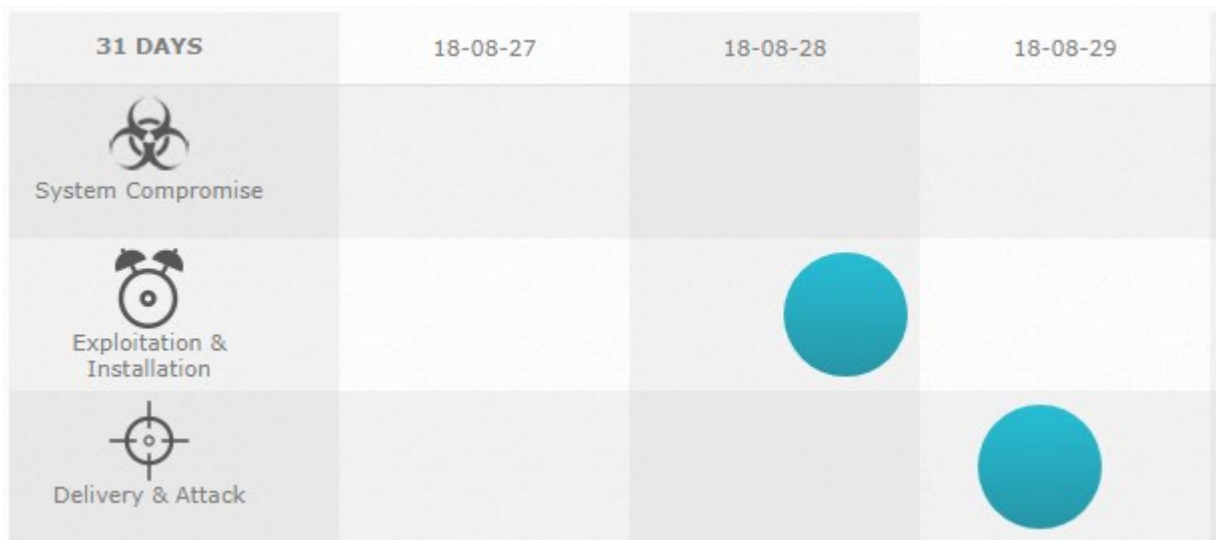 31 DAYS
18-08-27
18-08-28
18-08-29
System Compromise
Exploitation &
Installation
Delivery & Attack